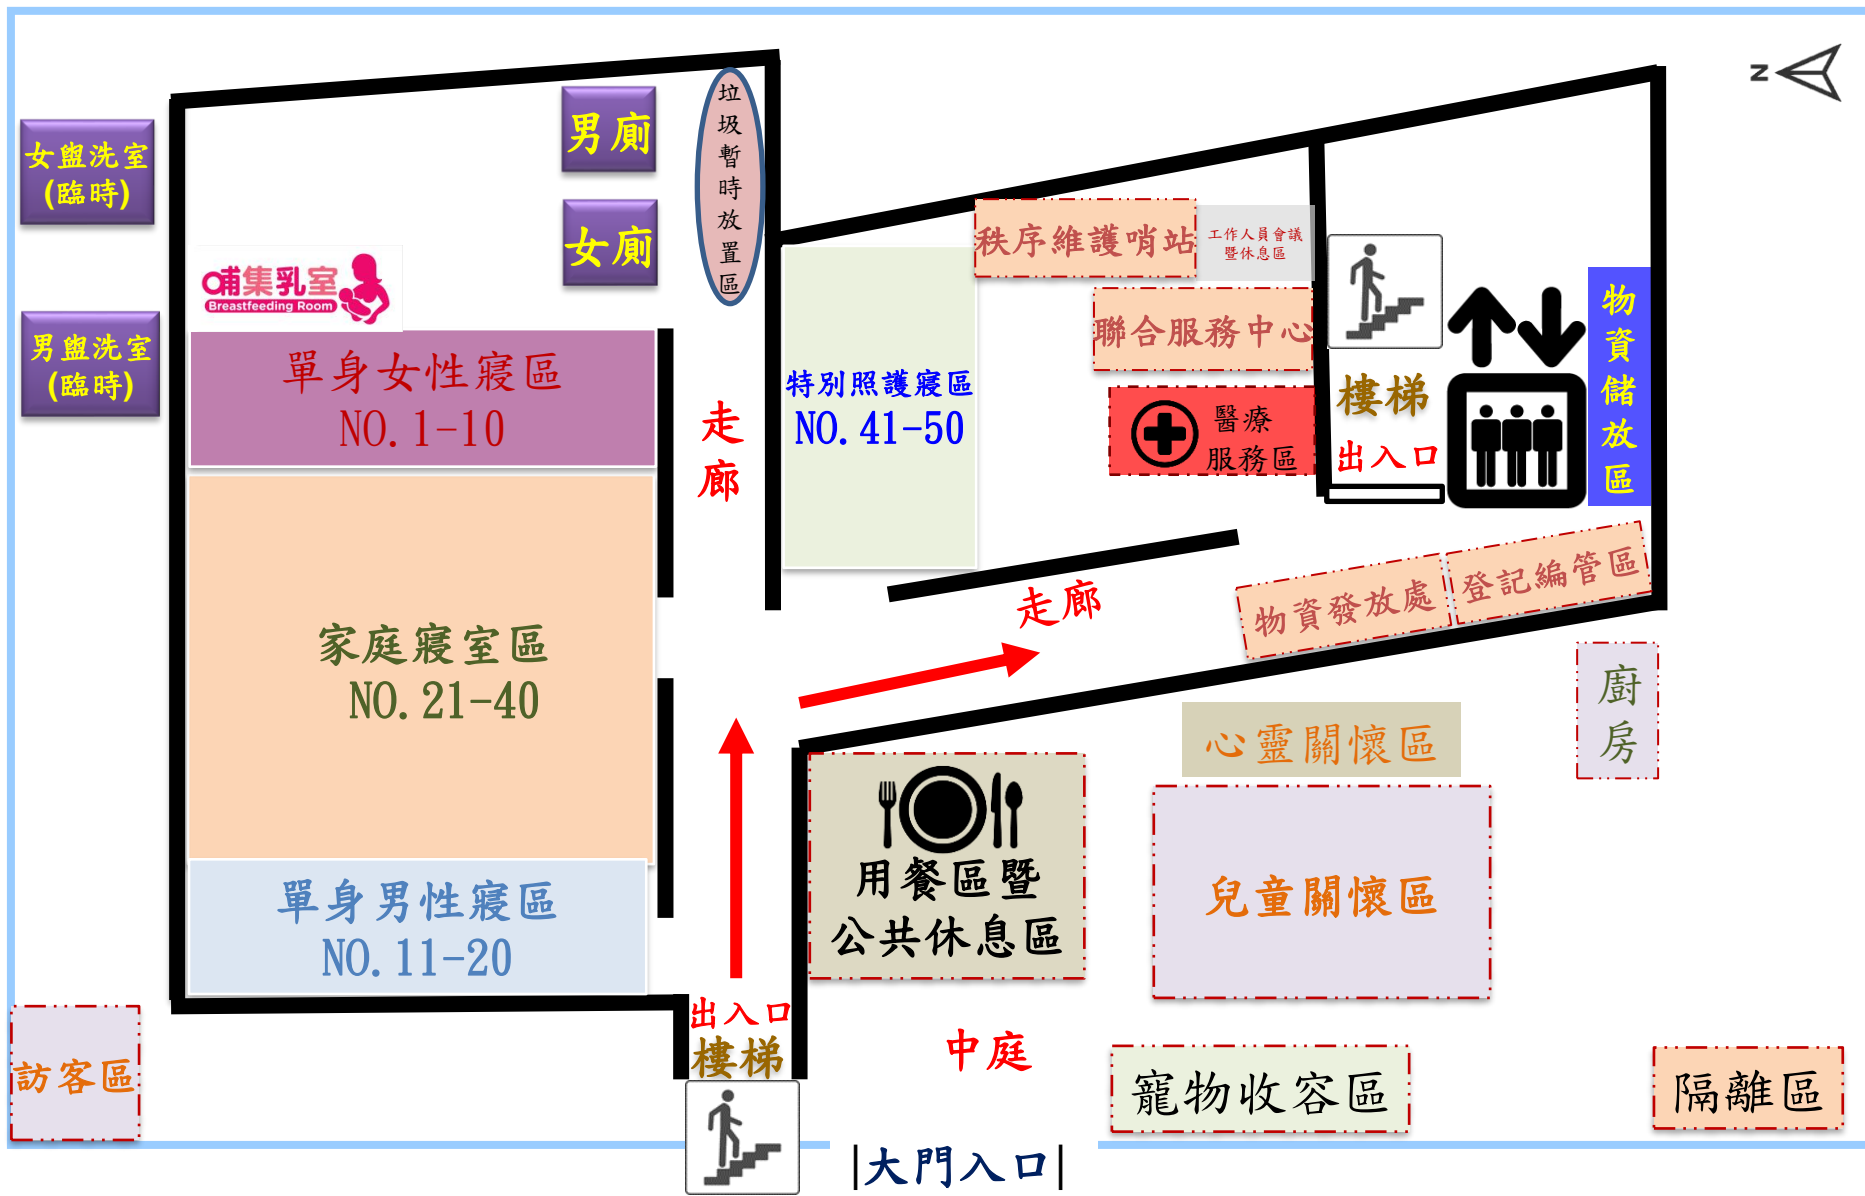 N
女盥洗室
(臨時)
男廁
垃圾暫時放置區
女廁
秩序維護哨站
工作人員會議
暨休息區
哺集乳室
Breastfeeding Room
男盥洗室
(臨時)
聯合服務中心
物資儲放區
單身女性寢區
NO. 1-10
走廊
特別照護寢區
NO. 41-50
醫療
服務區
樓梯
出入口
物資發放處
登記編管區
走廊
家庭寢室區
NO. 21-40
廚房
心靈關懷區
用餐區暨
公共休息區
兒童關懷區
單身男性寢區
NO. 11-20
出入口
樓梯
中庭
訪客區
寵物收容區
隔離區
|大門入口|